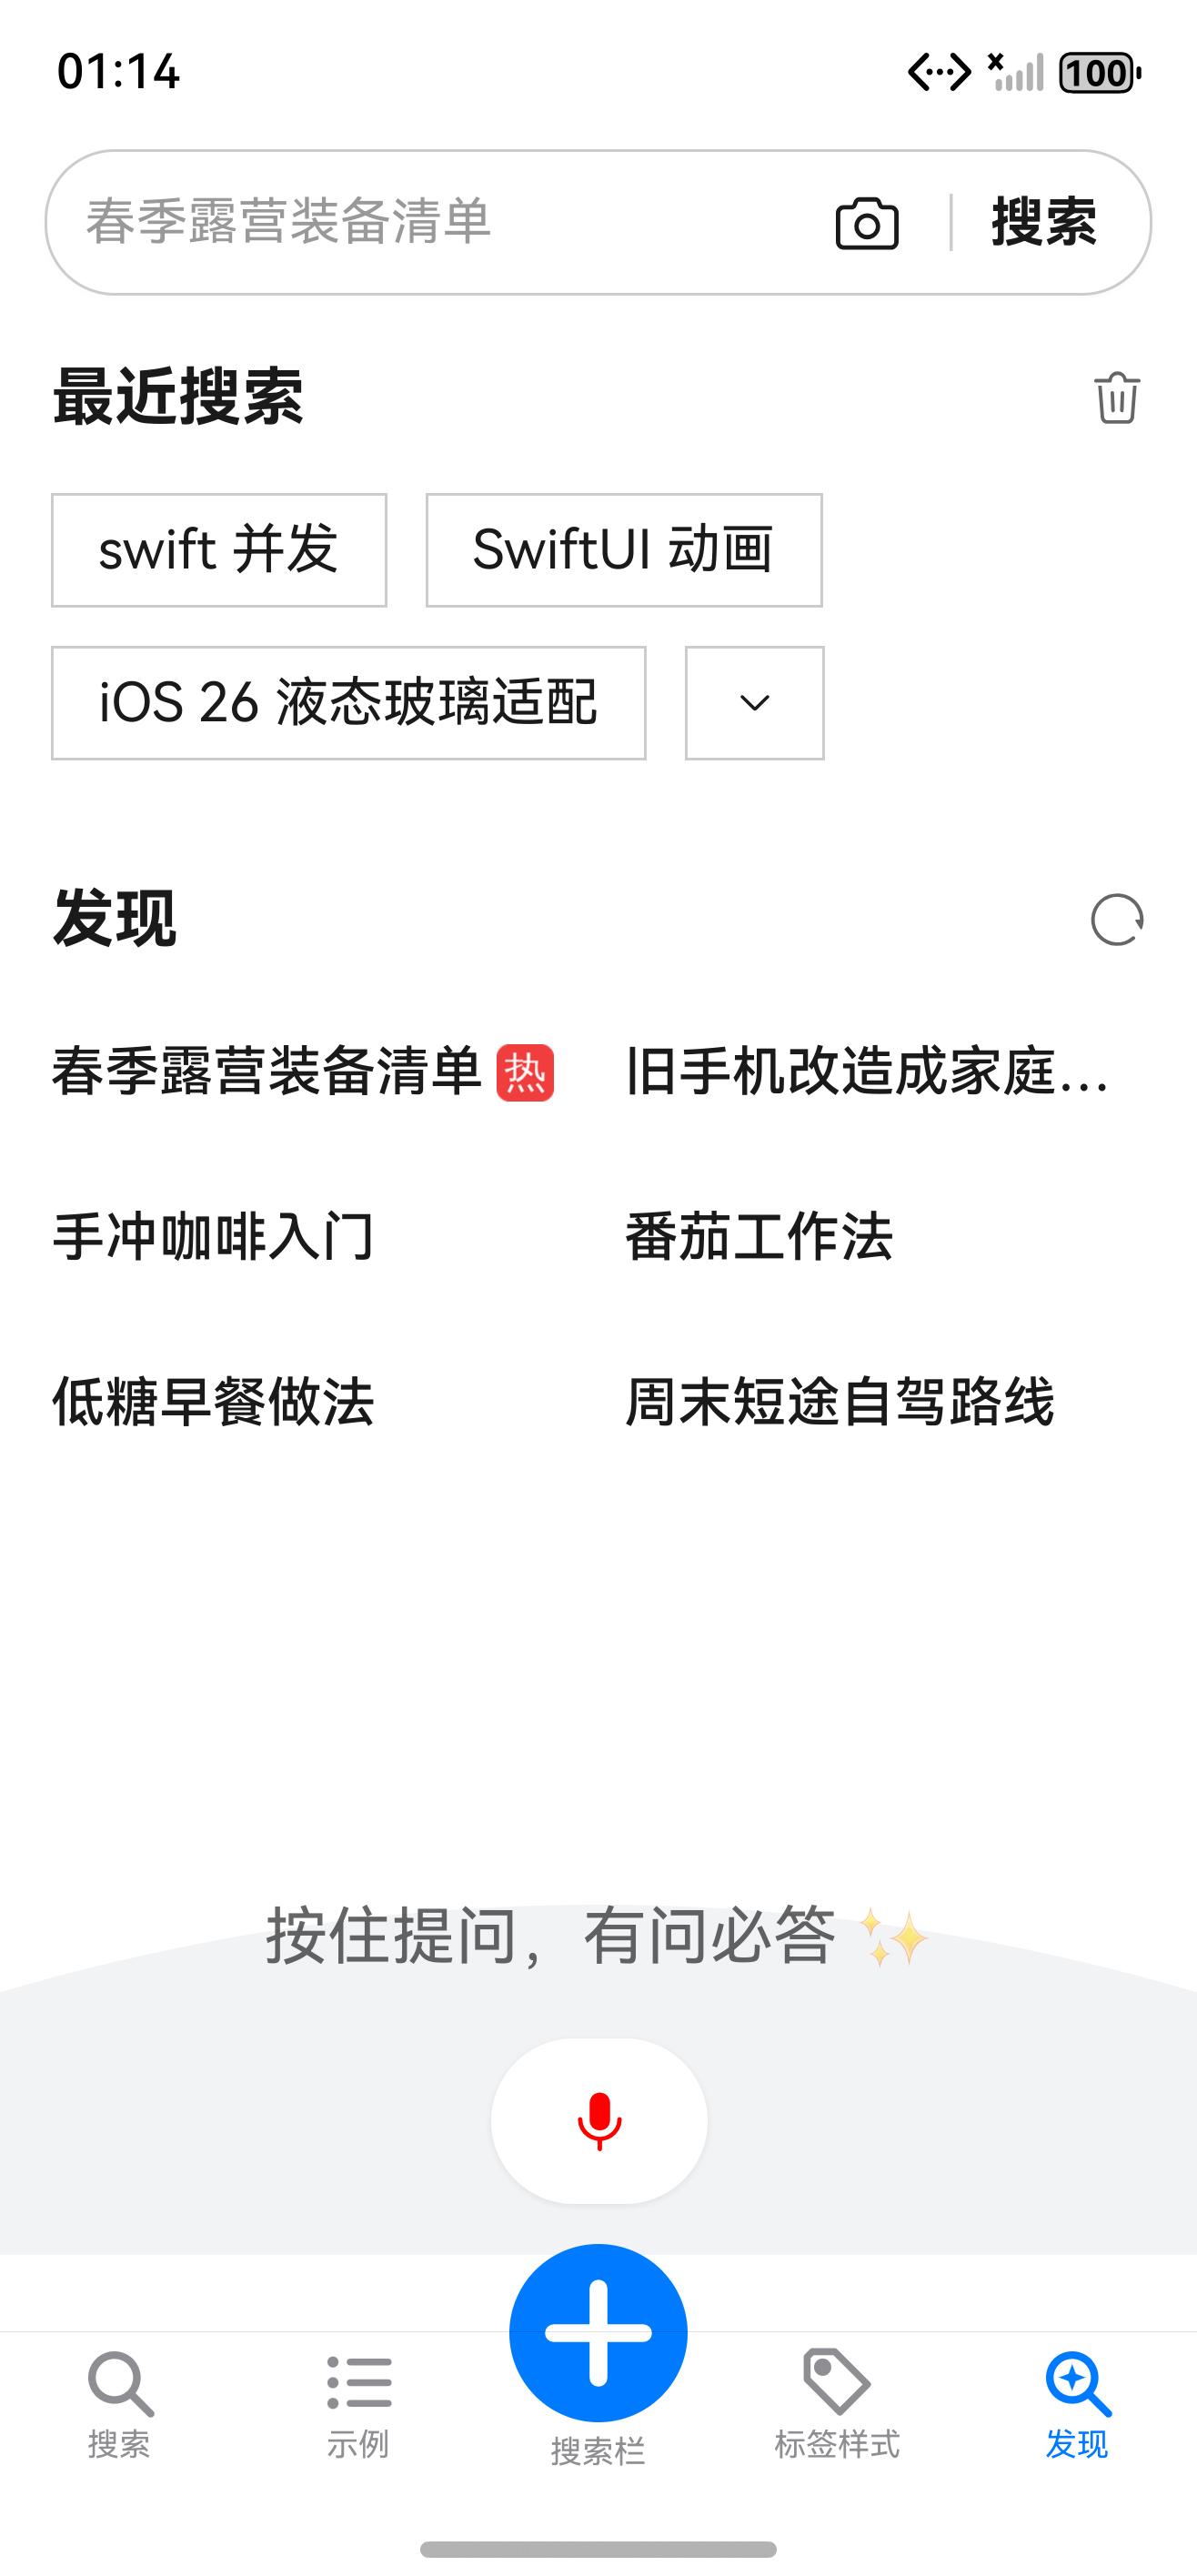 01:14
100
春季露营装备清单
搜索
最近搜索
swift 并发
SwiftUI 动画
iOS 26 液态玻璃适配
发现
春季露营装备清单 热
旧手机改造成家庭...
手冲咖啡入门
番茄工作法
低糖早餐做法
周末短途自驾路线
按住提问，有问必答 ✨
搜索
示例
搜索栏
标签样式
发现